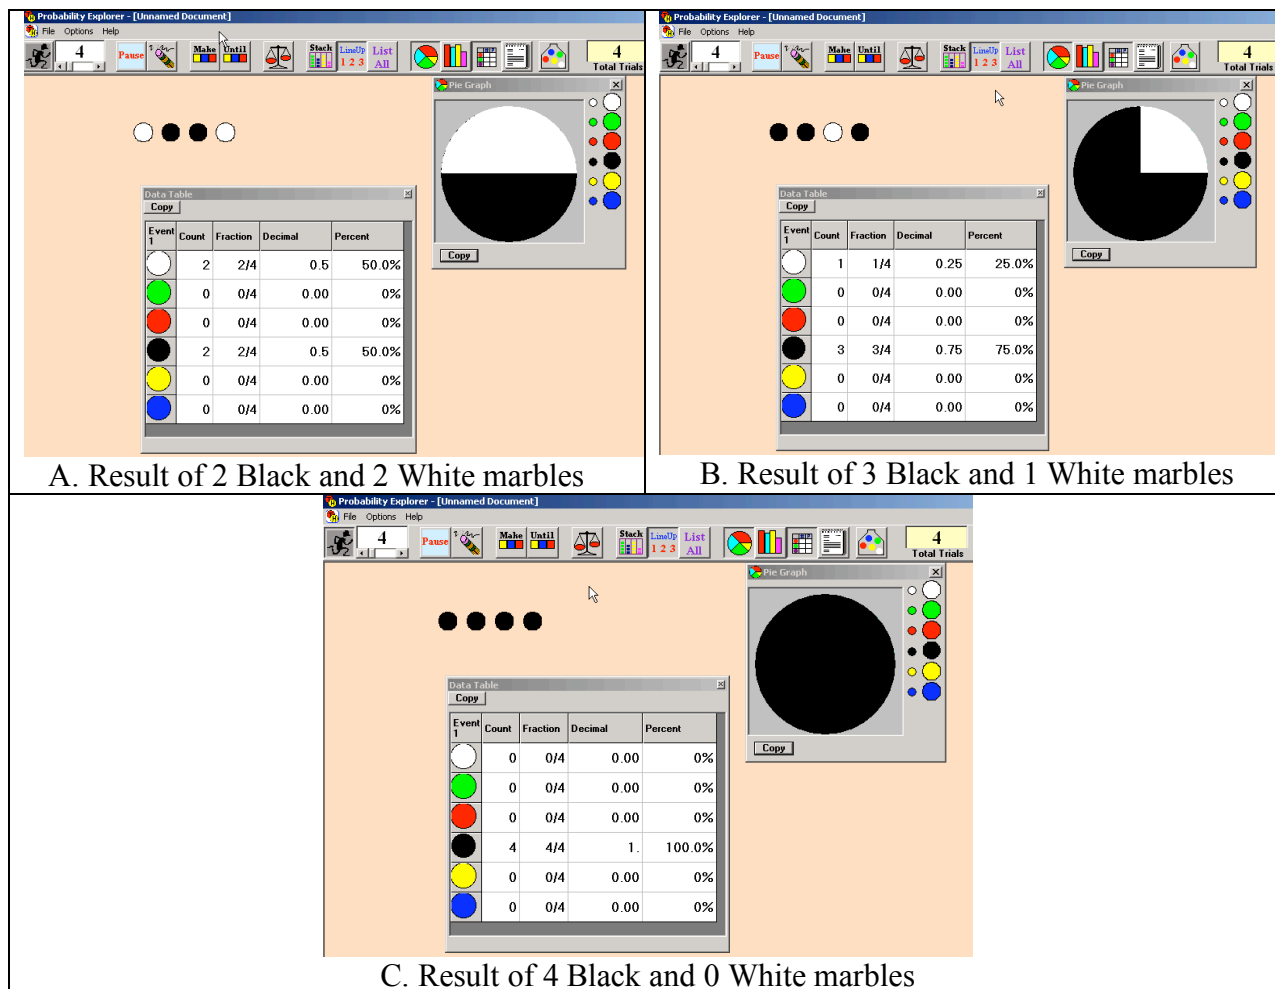 Probability Explorer - [Unnamed Document]
File Options Help
4 Pause Make Until Stack LineUp 1 2 3 List All 4 Total Trials
Pie Graph
Data Table
Copy
Event 1 Count Fraction Decimal Percent
2 2/4 0.5 50.0%
0 0/4 0.00 0%
0 0/4 0.00 0%
2 2/4 0.5 50.0%
0 0/4 0.00 0%
0 0/4 0.00 0%
Copy
A. Result of 2 Black and 2 White marbles
Probability Explorer - [Unnamed Document]
File Options Help
4 Pause Make Until Stack LineUp 1 2 3 List All 4 Total Trials
Pie Graph
Data Table
Copy
Event 1 Count Fraction Decimal Percent
1 1/4 0.25 25.0%
0 0/4 0.00 0%
0 0/4 0.00 0%
3 3/4 0.75 75.0%
0 0/4 0.00 0%
0 0/4 0.00 0%
Copy
B. Result of 3 Black and 1 White marbles
Probability Explorer - [Unnamed Document]
File Options Help
4 Pause Make Until Stack LineUp 1 2 3 List All 4 Total Trials
Pie Graph
Data Table
Copy
Event 1 Count Fraction Decimal Percent
0 0/4 0.00 0%
0 0/4 0.00 0%
0 0/4 0.00 0%
4 4/4 1. 100.0%
0 0/4 0.00 0%
0 0/4 0.00 0%
Copy
C. Result of 4 Black and 0 White marbles